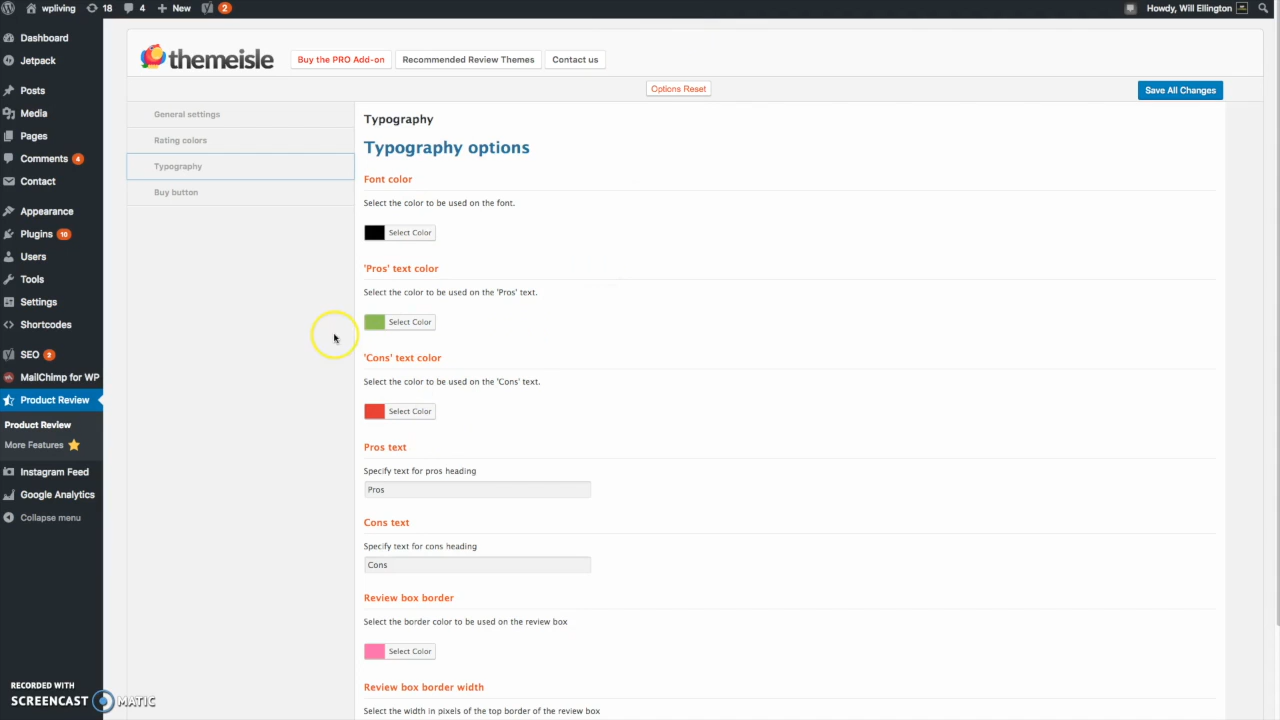 wpliving 18 4 New 2 Howdy, Will Ellington
Dashboard
Jetpack
Posts
Media
Pages
Comments 4
Contact
Appearance
Plugins 10
Users
Tools
Settings
Shortcodes
SEO 2
MailChimp for WP
Product Review
Product Review
More Features
Instagram Feed
Google Analytics
Collapse menu
RECORDED WITH
SCREENCAST MATIC
themeisle Buy the PRO Add-on Recommended Review Themes Contact us
Options Reset Save All Changes
General settings
Rating colors
Typography
Buy button
Typography
Typography options
Font color
Select the color to be used on the font.
Select Color
'Pros' text color
Select the color to be used on the 'Pros' text.
Select Color
'Cons' text color
Select the color to be used on the 'Cons' text.
Select Color
Pros text
Specify text for pros heading
Pros
Cons text
Specify text for cons heading
Cons
Review box border
Select the border color to be used on the review box
Select Color
Review box border width
Select the width in pixels of the top border of the review box